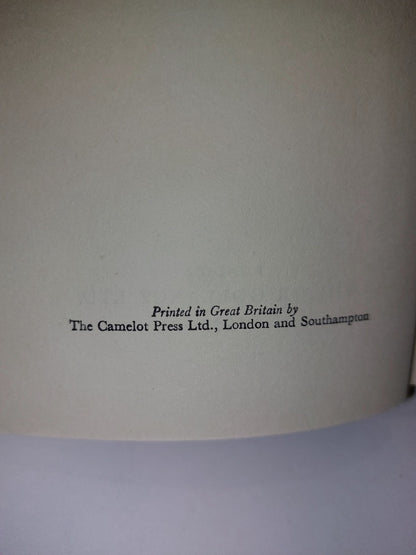 Printed in Great Britain by
The Camelot Press Ltd., London and Southampton